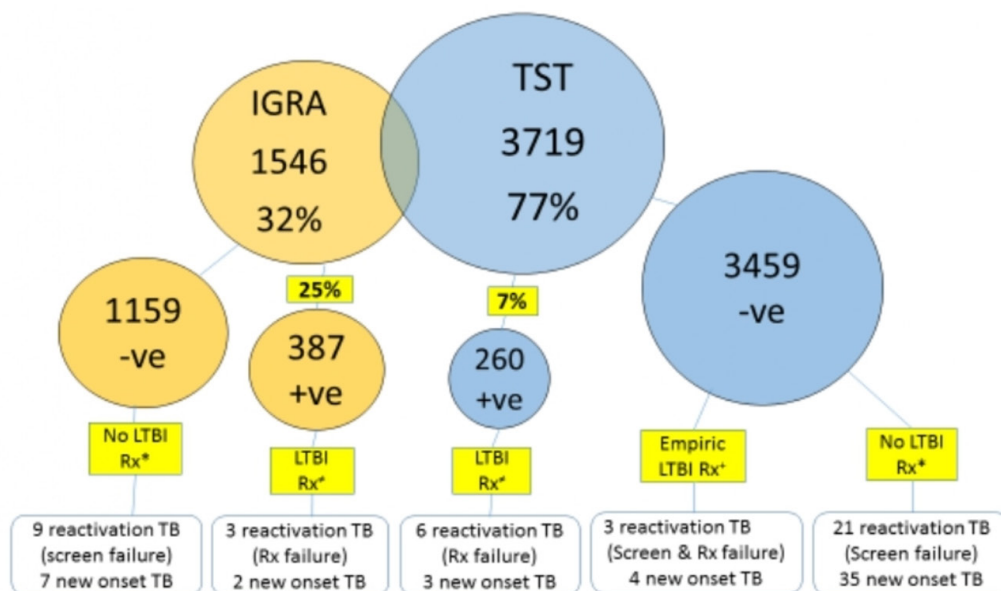 IGRA
1546
32%
TST
3719
77%
1159
-ve
25%
387
+ve
7%
260
+ve
3459
-ve
No LTBI
Rx*
LTBI
Rx≠
LTBI
Rx≠
Empiric
LTBI Rx⁺
No LTBI
Rx*
9 reactivation TB
(screen failure)
7 new onset TB
3 reactivation TB
(Rx failure)
2 new onset TB
6 reactivation TB
(Rx failure)
3 new onset TB
3 reactivation TB
(Screen & Rx failure)
4 new onset TB
21 reactivation TB
(Screen failure)
35 new onset TB